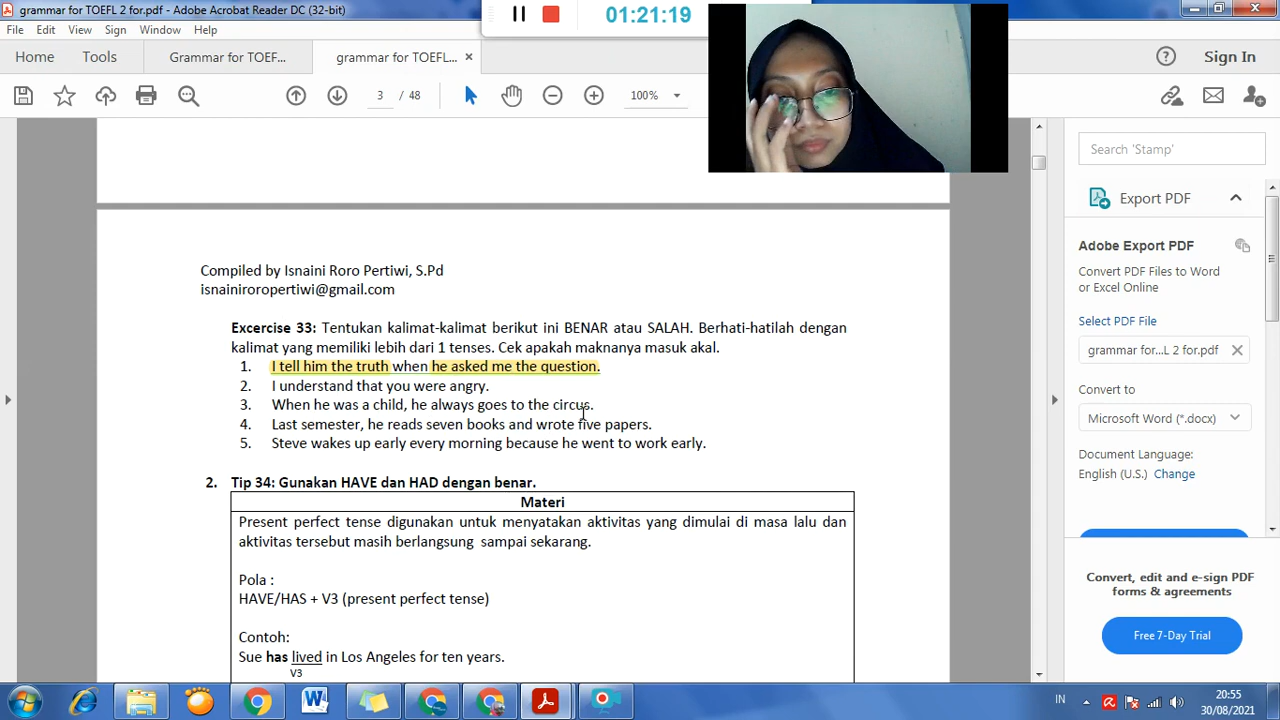 grammar for TOEFL 2 for.pdf - Adobe Acrobat Reader DC (32-bit)
01:21:19
File Edit View Sign Window Help
Home Tools Grammar for TOEF... grammar for TOEFL... × Sign In
3 / 48 100%
Search 'Stamp'
Export PDF
Adobe Export PDF
Convert PDF Files to Word
or Excel Online
Select PDF File
grammar for...L 2 for.pdf
Convert to
Microsoft Word (*.docx)
Document Language:
English (U.S.) Change
Convert, edit and e-sign PDF
forms & agreements
Free 7-Day Trial
Compiled by Isnaini Roro Pertiwi, S.Pd
isnainiroropertiwi@gmail.com
Excercise 33: Tentukan kalimat-kalimat berikut ini BENAR atau SALAH. Berhati-hatilah dengan
kalimat yang memiliki lebih dari 1 tenses. Cek apakah maknanya masuk akal.
1. I tell him the truth when he asked me the question.
2. I understand that you were angry.
3. When he was a child, he always goes to the circus.
4. Last semester, he reads seven books and wrote five papers.
5. Steve wakes up early every morning because he went to work early.
2. Tip 34: Gunakan HAVE dan HAD dengan benar.
Materi
Present perfect tense digunakan untuk menyatakan aktivitas yang dimulai di masa lalu dan
aktivitas tersebut masih berlangsung sampai sekarang.
Pola :
HAVE/HAS + V3 (present perfect tense)
Contoh:
Sue has lived in Los Angeles for ten years.
V3
IN
20:55
30/08/2021